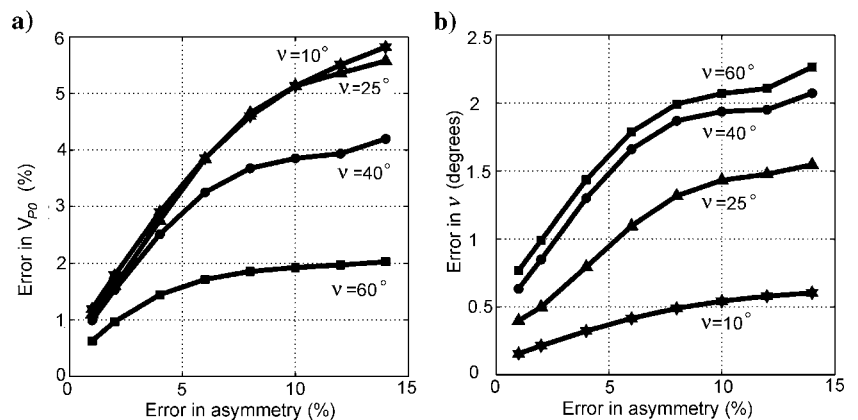 a)
6
5
4
3
2
1
0
Error in V_P0 (%)
ν=10°
ν=25°
ν=40°
ν=60°
0 5 10 15
Error in asymmetry (%)
b)
2.5
2
1.5
1
0.5
0
Error in ν (degrees)
ν=60°
ν=40°
ν=25°
ν=10°
0 5 10 15
Error in asymmetry (%)